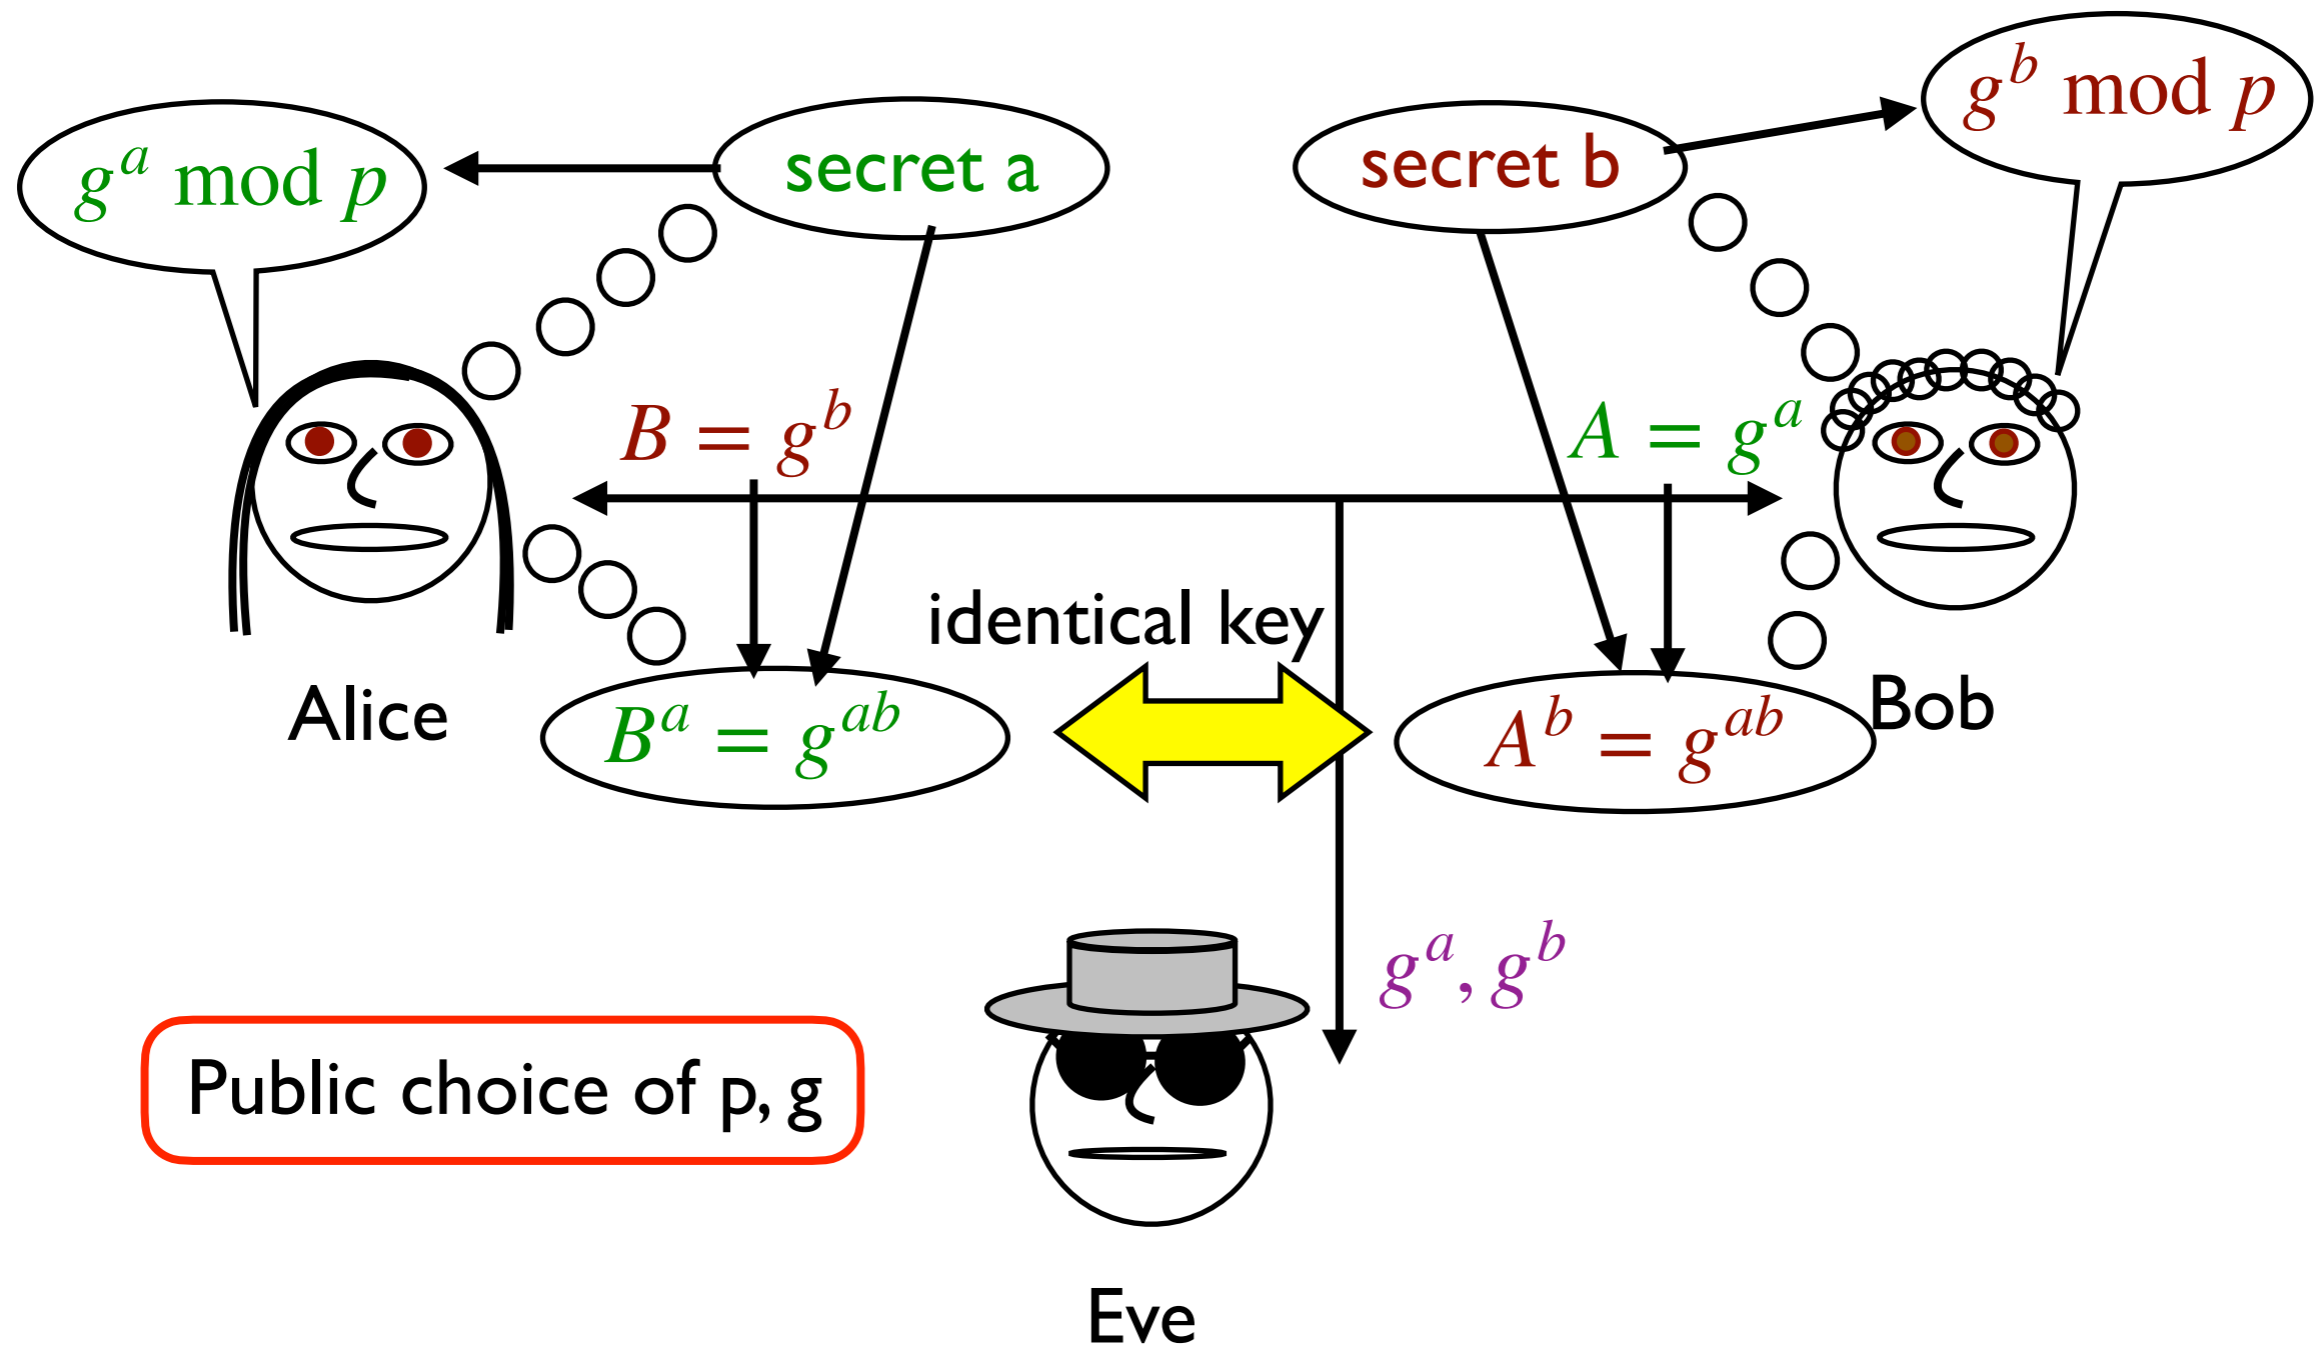 g^b mod p
g^a mod p
secret a
secret b
B = g^b
A = g^a
identical key
Alice
Bob
B^a = g^ab
A^b = g^ab
g^a, g^b
Public choice of p, g
Eve